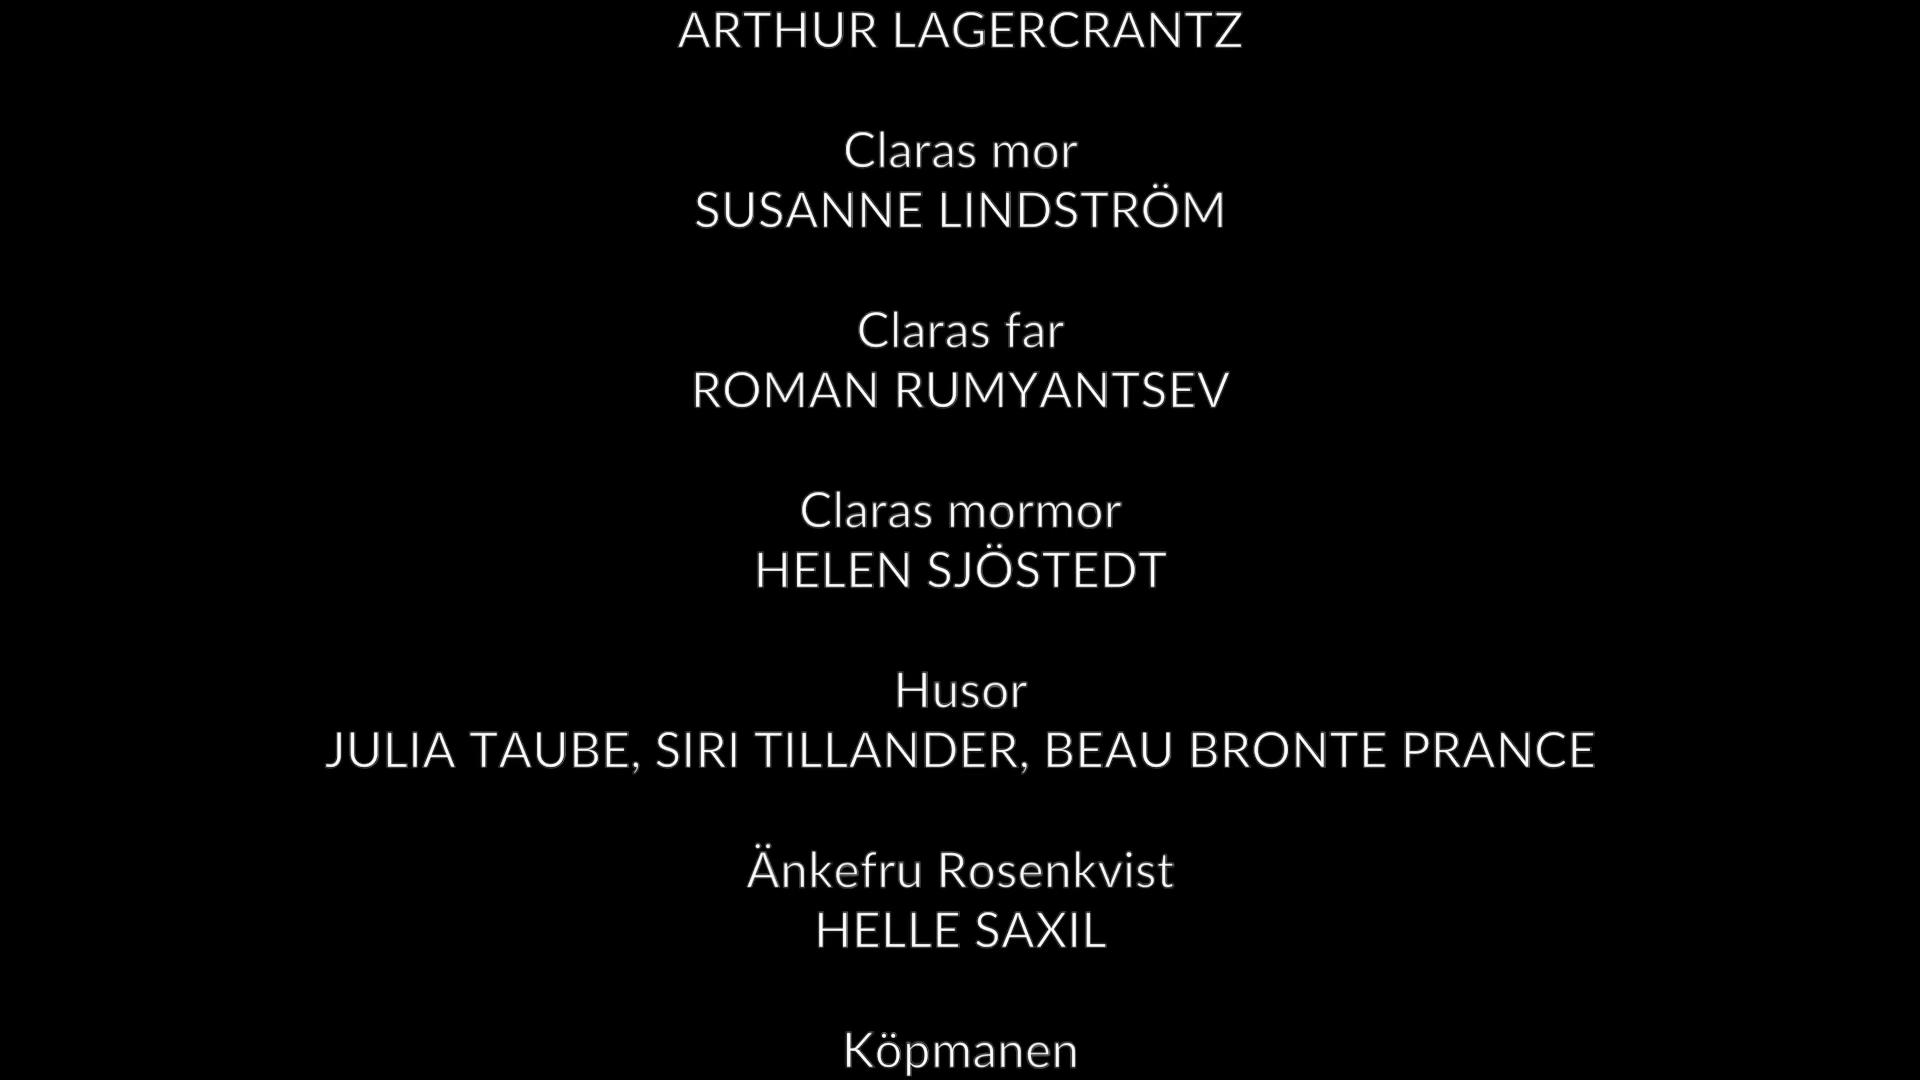 ARTHUR LAGERCRANTZ
Claras mor
SUSANNE LINDSTRÖM
Claras far
ROMAN RUMYANTSEV
Claras mormor
HELEN SJÖSTEDT
Husor
JULIA TAUBE, SIRI TILLANDER, BEAU BRONTE PRANCE
Änkefru Rosenkvist
HELLE SAXIL
Köpmanen